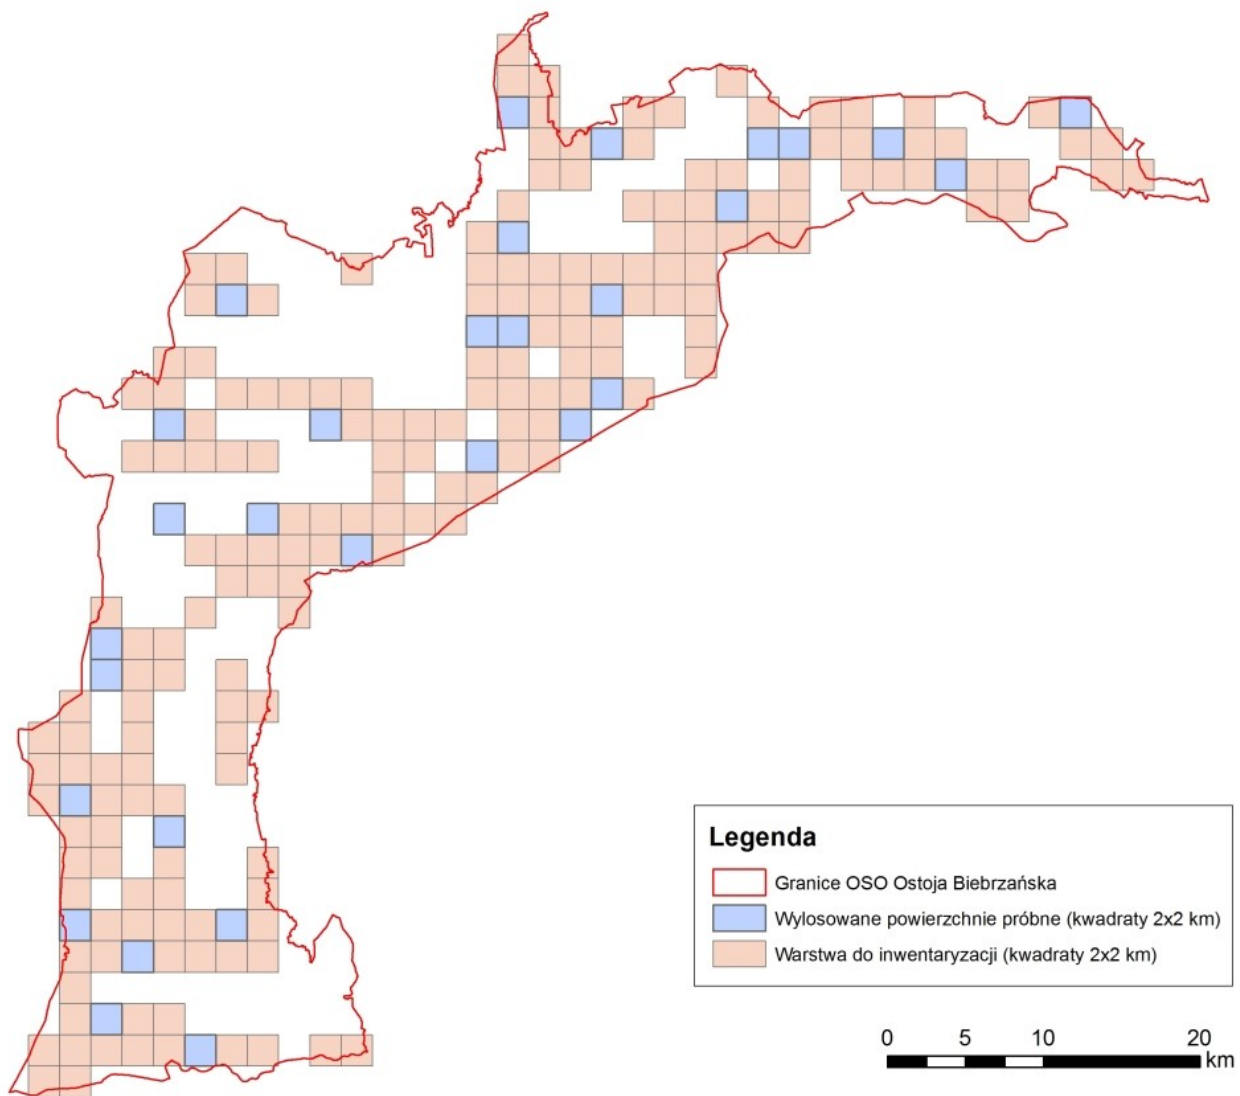 Legenda
Granice OSO Ostoja Biebrzańska
Wylosowane powierzchnie próbne (kwadraty 2x2 km)
Warstwa do inwentaryzacji (kwadraty 2x2 km)
0 5 10 20
km